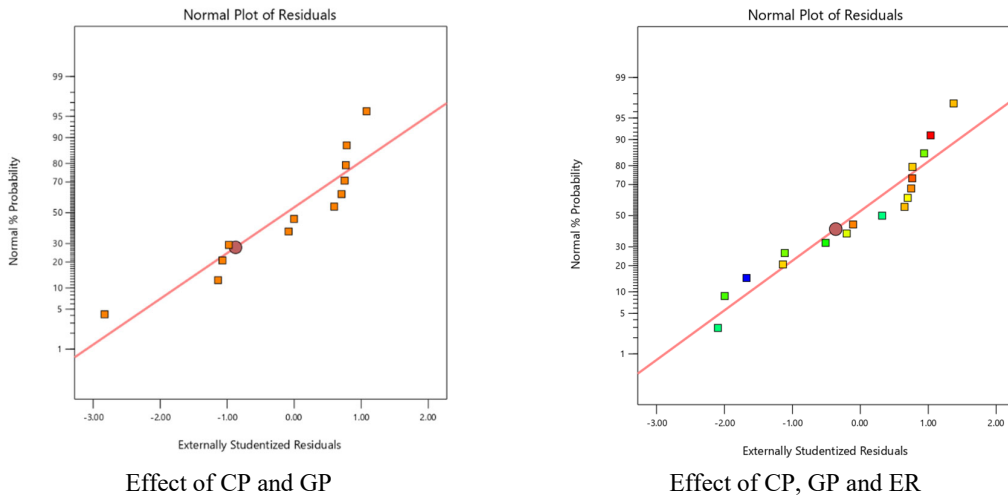 Normal Plot of Residuals
99
95
90
80
70
50
30
20
10
5
1
Normal % Probability
-3.00 -2.00 -1.00 0.00 1.00 2.00
Externally Studentized Residuals
Effect of CP and GP
Normal Plot of Residuals
99
95
90
80
70
50
30
20
10
5
1
Normal % Probability
-3.00 -2.00 -1.00 0.00 1.00 2.00
Externally Studentized Residuals
Effect of CP, GP and ER